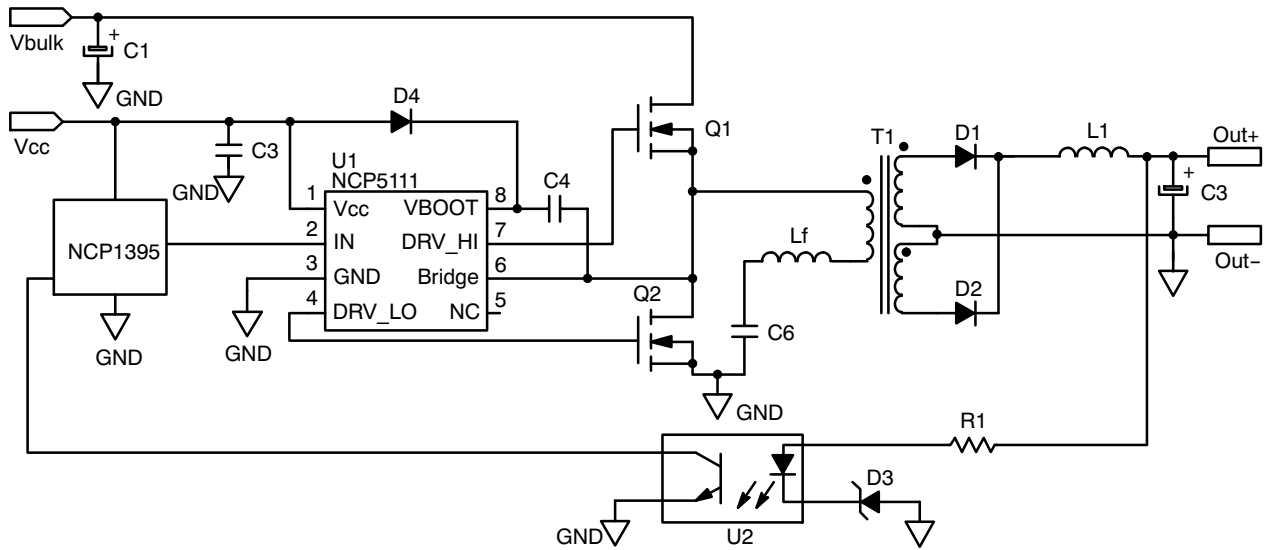 Vbulk
+
C1
GND
Vcc
D4
C3
GND
U1
NCP5111
C4
Q1
T1
D1
L1
Out+
+
C3
Out−
D2
NCP1395
GND
1
Vcc
VBOOT
8
2
IN
DRV_HI
7
3
GND
Bridge
6
4
DRV_LO
NC
5
GND
Q2
Lf
C6
GND
R1
D3
GND
U2